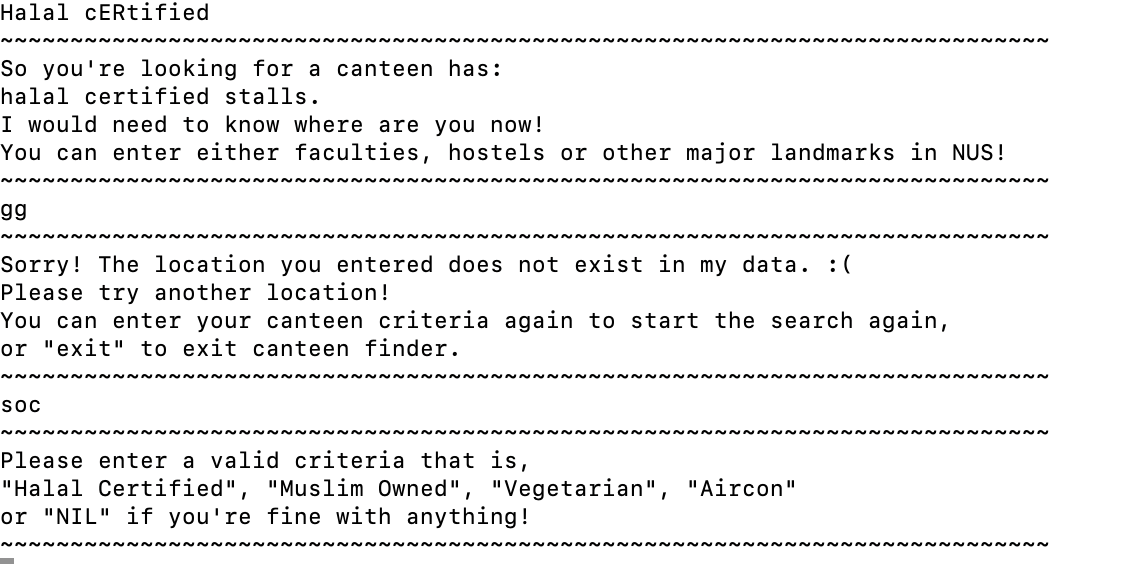 Halal cERtified
~~~~~~~~~~~~~~~~~~~~~~~~~~~~~~~~~~~~~~~~~~~~~~~~~~~~~~~~~~~~~~~~~~~~~~~~~~~
So you're looking for a canteen has:
halal certified stalls.
I would need to know where are you now!
You can enter either faculties, hostels or other major landmarks in NUS!
~~~~~~~~~~~~~~~~~~~~~~~~~~~~~~~~~~~~~~~~~~~~~~~~~~~~~~~~~~~~~~~~~~~~~~~~~~~
gg
~~~~~~~~~~~~~~~~~~~~~~~~~~~~~~~~~~~~~~~~~~~~~~~~~~~~~~~~~~~~~~~~~~~~~~~~~~~
Sorry! The location you entered does not exist in my data. :(
Please try another location!
You can enter your canteen criteria again to start the search again,
or "exit" to exit canteen finder.
~~~~~~~~~~~~~~~~~~~~~~~~~~~~~~~~~~~~~~~~~~~~~~~~~~~~~~~~~~~~~~~~~~~~~~~~~~~
soc
~~~~~~~~~~~~~~~~~~~~~~~~~~~~~~~~~~~~~~~~~~~~~~~~~~~~~~~~~~~~~~~~~~~~~~~~~~~
Please enter a valid criteria that is,
"Halal Certified", "Muslim Owned", "Vegetarian", "Aircon"
or "NIL" if you're fine with anything!
~~~~~~~~~~~~~~~~~~~~~~~~~~~~~~~~~~~~~~~~~~~~~~~~~~~~~~~~~~~~~~~~~~~~~~~~~~~